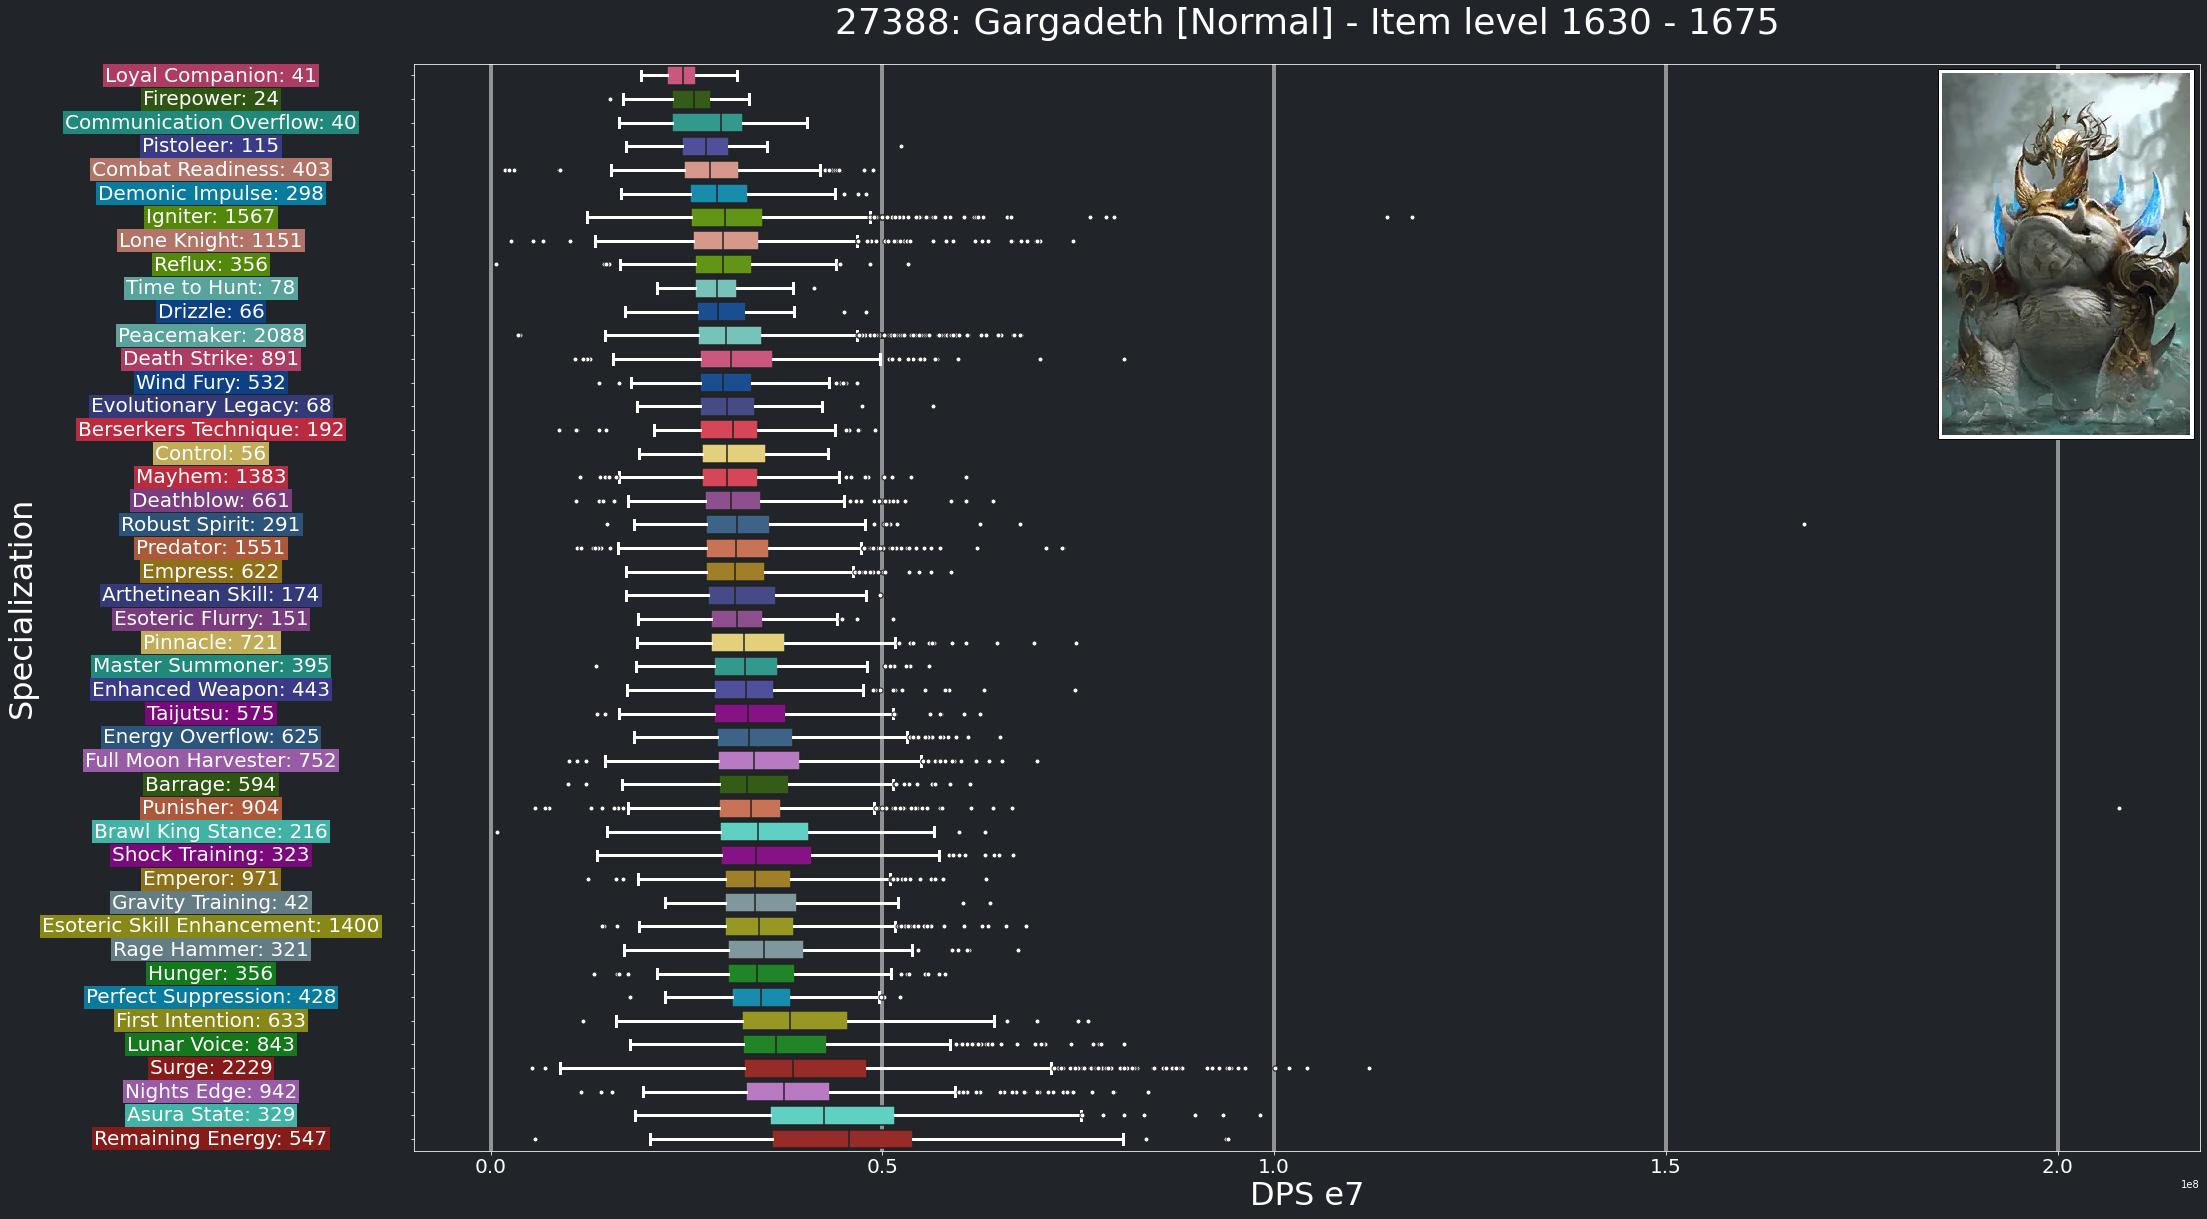 27388: Gargadeth [Normal] - Item level 1630 - 1675
Specialization
Loyal Companion: 41
Firepower: 24
Communication Overflow: 40
Pistoleer: 115
Combat Readiness: 403
Demonic Impulse: 298
Igniter: 1567
Lone Knight: 1151
Reflux: 356
Time to Hunt: 78
Drizzle: 66
Peacemaker: 2088
Death Strike: 891
Wind Fury: 532
Evolutionary Legacy: 68
Berserkers Technique: 192
Control: 56
Mayhem: 1383
Deathblow: 661
Robust Spirit: 291
Predator: 1551
Empress: 622
Arthetinean Skill: 174
Esoteric Flurry: 151
Pinnacle: 721
Master Summoner: 395
Enhanced Weapon: 443
Taijutsu: 575
Energy Overflow: 625
Full Moon Harvester: 752
Barrage: 594
Punisher: 904
Brawl King Stance: 216
Shock Training: 323
Emperor: 971
Gravity Training: 42
Esoteric Skill Enhancement: 1400
Rage Hammer: 321
Hunger: 356
Perfect Suppression: 428
First Intention: 633
Lunar Voice: 843
Surge: 2229
Nights Edge: 942
Asura State: 329
Remaining Energy: 547
0.0 0.5 1.0 1.5 2.0
DPS e7
1e8